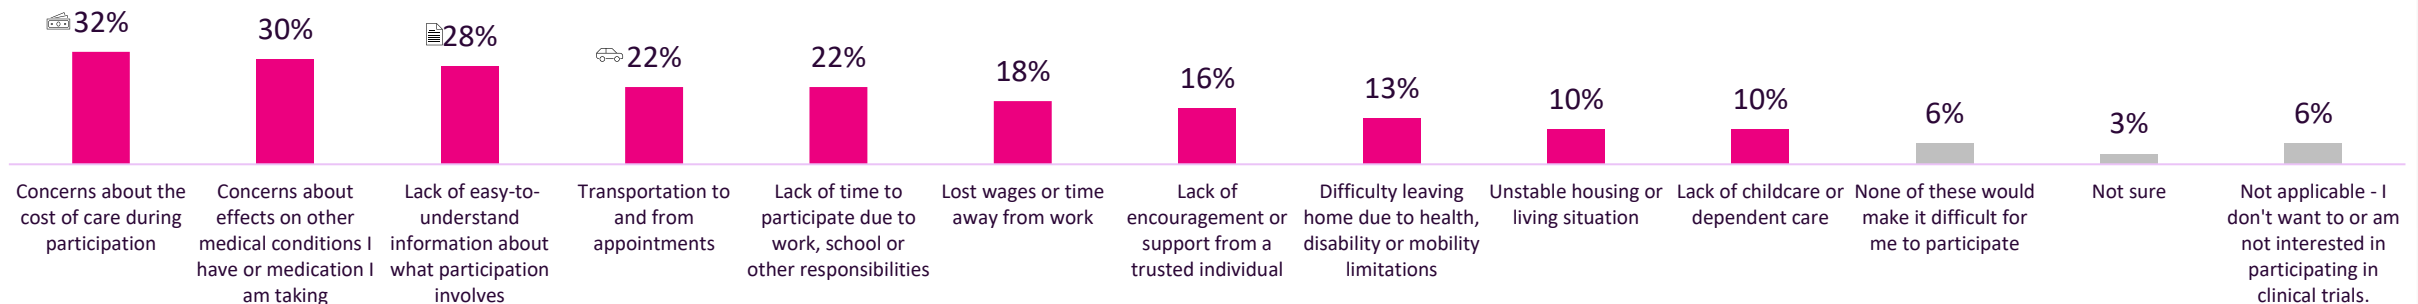 32%
30%
28%
22%
22%
18%
16%
13%
10%
10%
6%
3%
6%
Concerns about the
cost of care during
participation
Concerns about
effects on other
medical conditions I
have or medication I
am taking
Lack of easy-to-
understand
information about
what participation
involves
Transportation to
and from
appointments
Lack of time to
participate due to
work, school or
other responsibilities
Lost wages or time
away from work
Lack of
encouragement or
support from a
trusted individual
Difficulty leaving
home due to health,
disability or mobility
limitations
Unstable housing or
living situation
Lack of childcare or
dependent care
None of these would
make it difficult for
me to participate
Not sure
Not applicable - I
don't want to or am
not interested in
participating in
clinical trials.